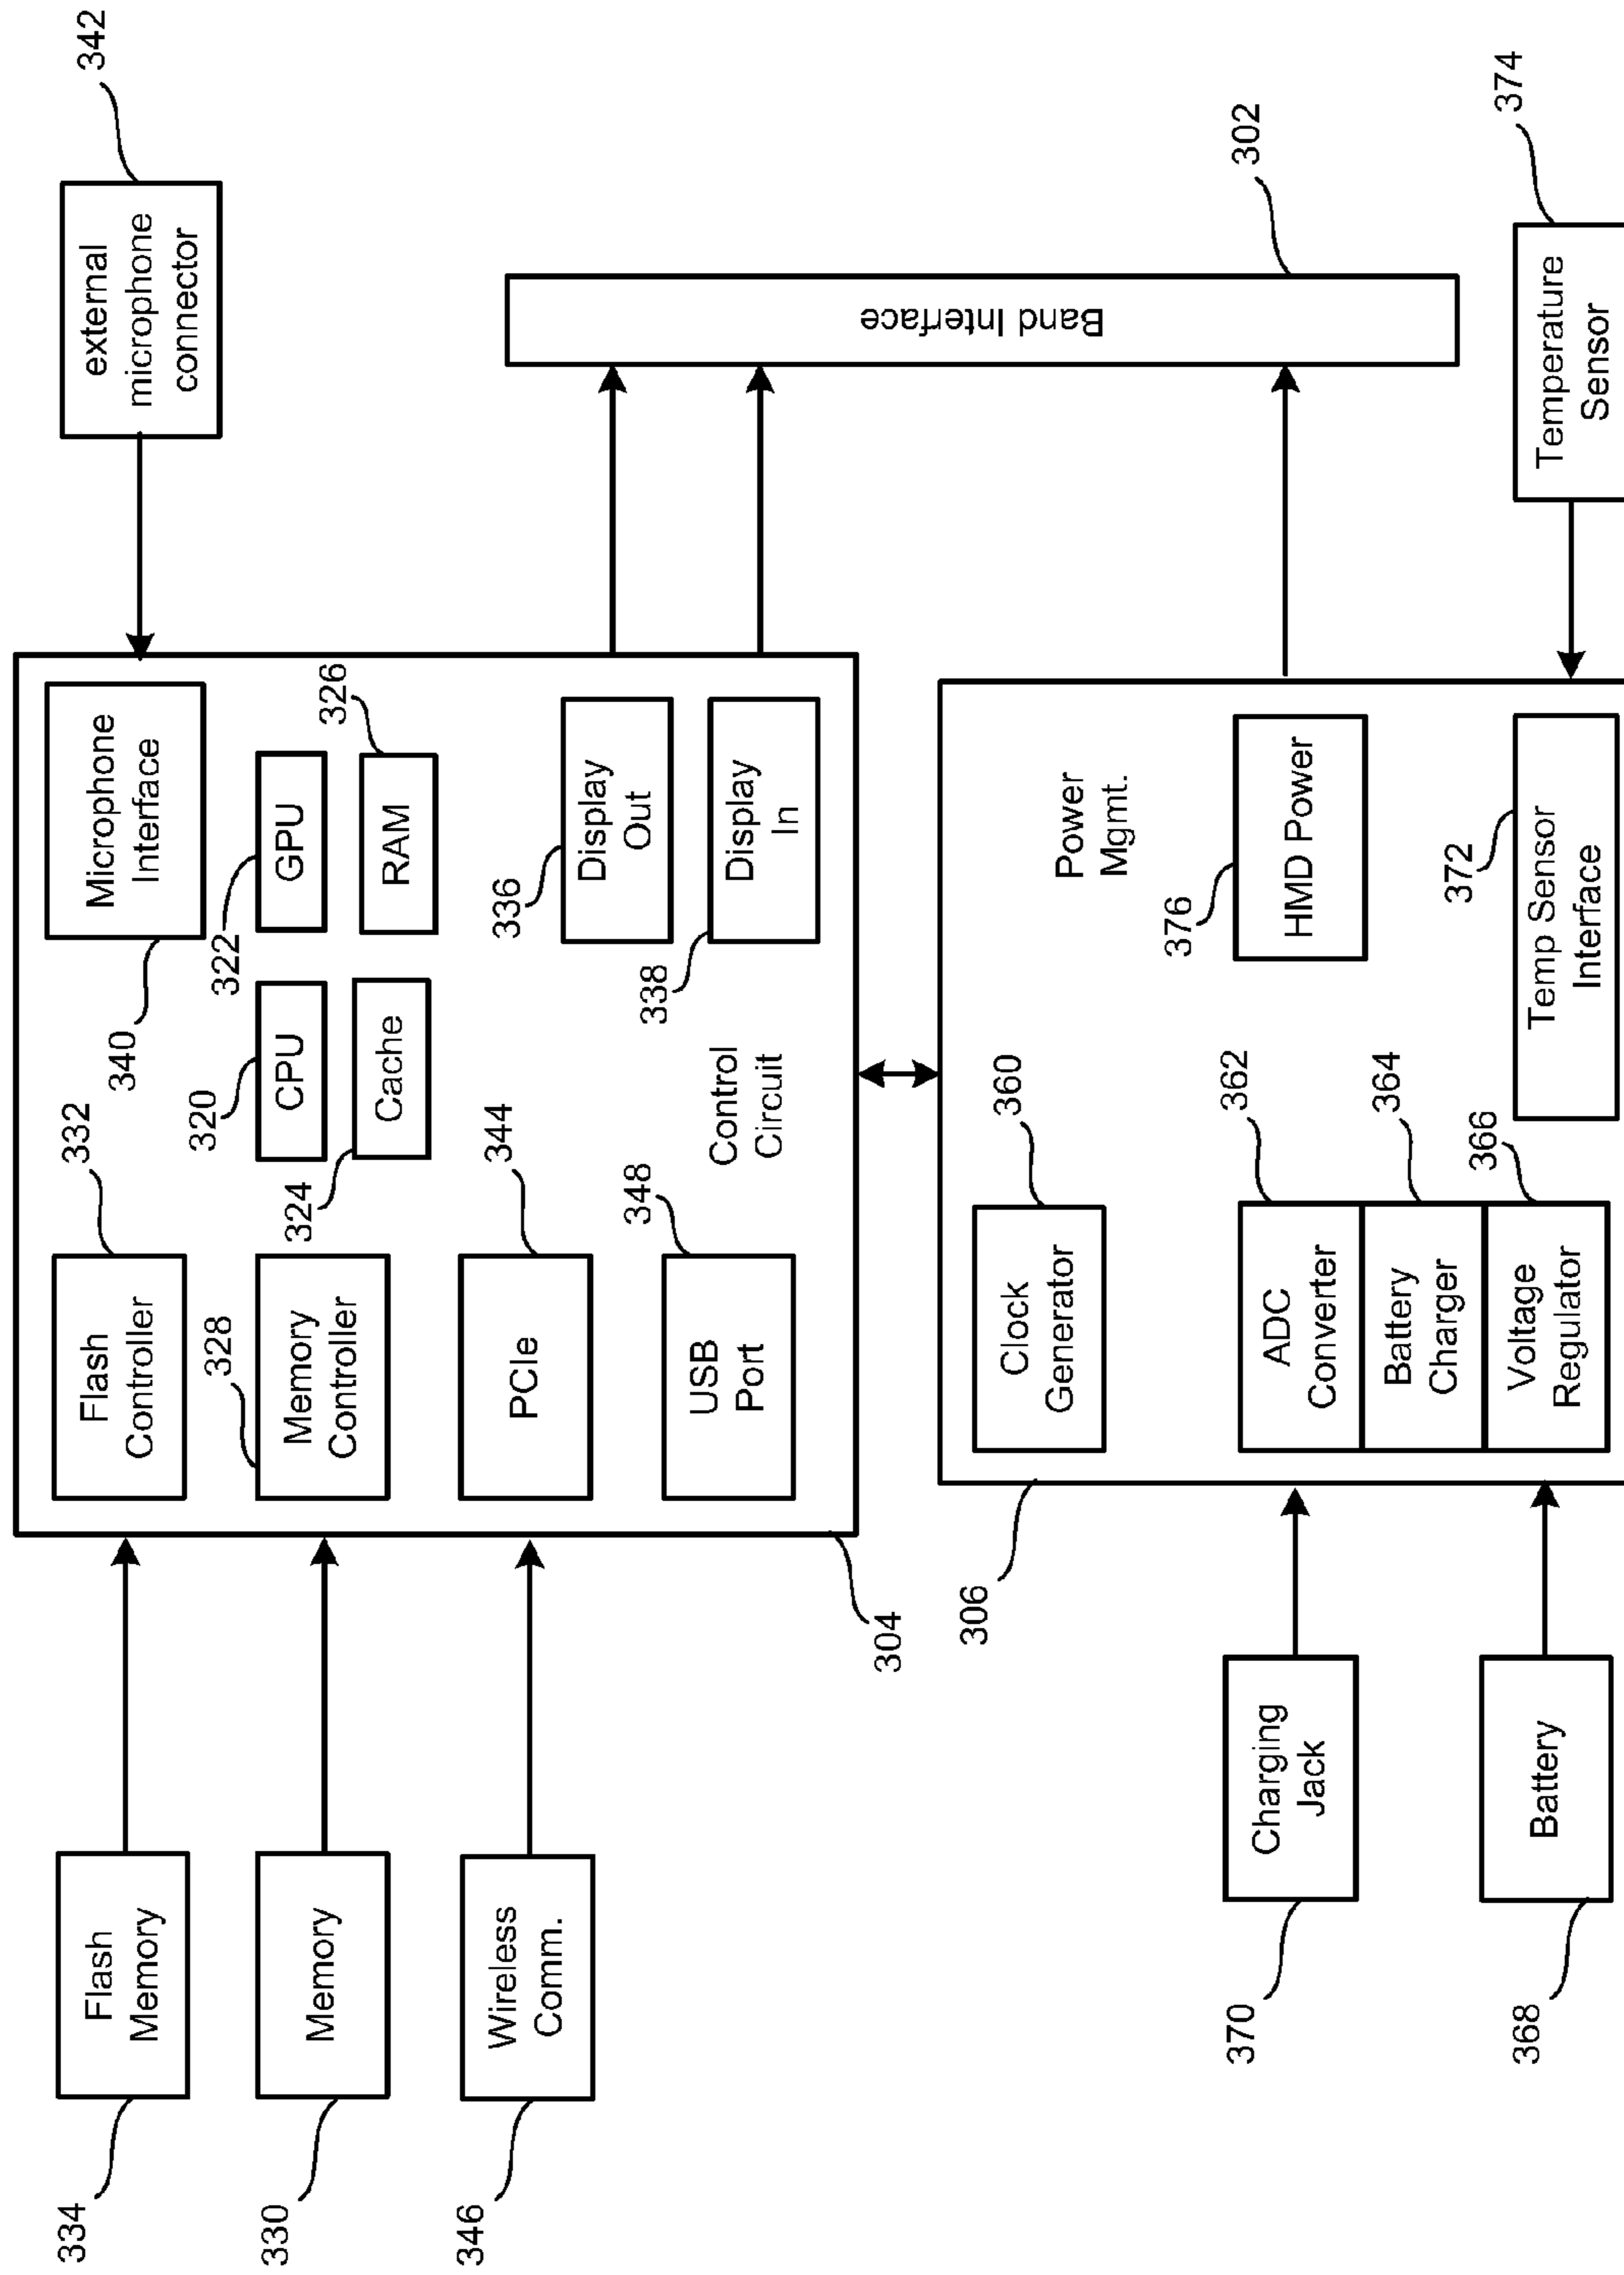 342
external
microphone
connector
Microphone
Interface
340
332
Flash
Controller
Flash
Memory
334
322
GPU
320
CPU
328
Memory
Controller
Memory
330
326
RAM
324
Cache
344
PCIe
Wireless
Comm.
346
336
Display
Out
338
Display
In
Control
Circuit
348
USB
Port
304
Band Interface
302
306
360
Clock
Generator
Power
Mgmt.
376
HMD Power
362
ADC
Converter
364
Battery
Charger
366
Voltage
Regulator
Charging
Jack
370
Battery
368
372
Temp Sensor
Interface
374
Temperature
Sensor